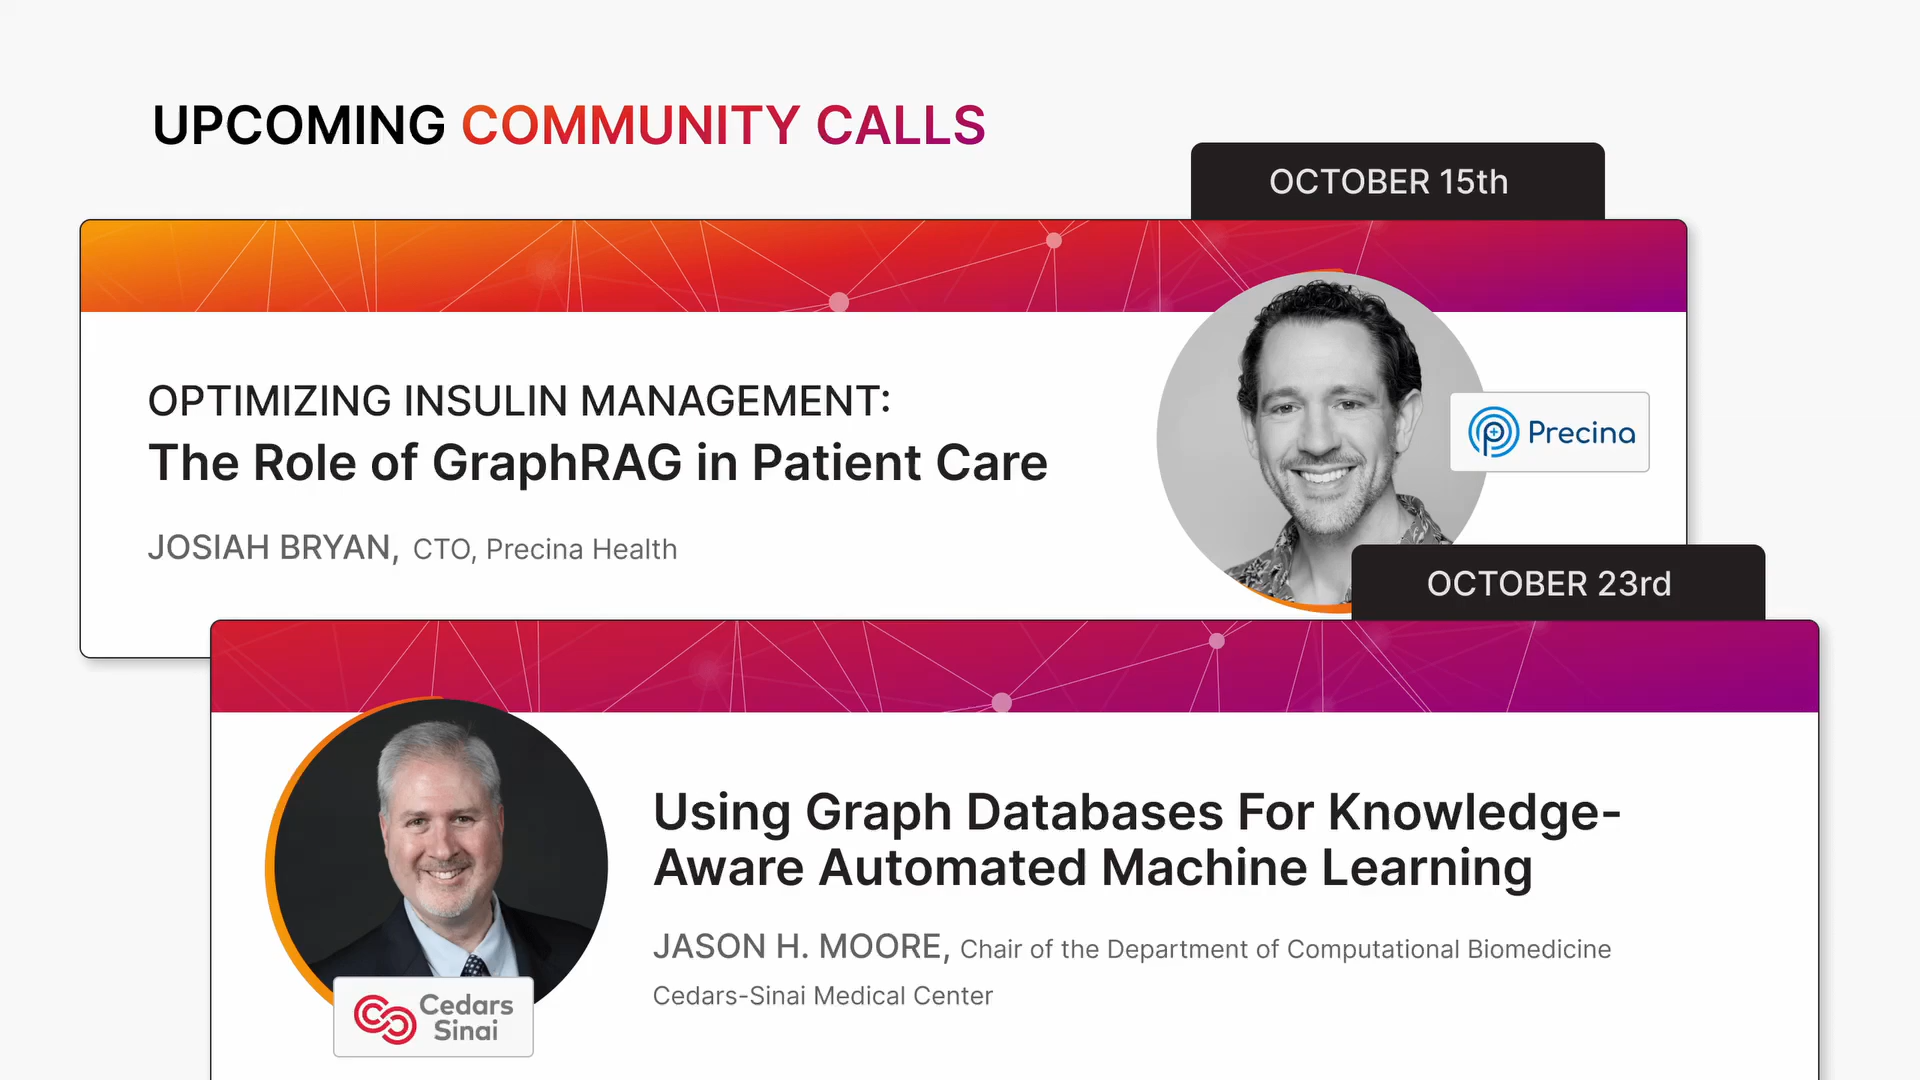 UPCOMING COMMUNITY CALLS
OCTOBER 15th
OPTIMIZING INSULIN MANAGEMENT:
The Role of GraphRAG in Patient Care
JOSIAH BRYAN, CTO, Precina Health
Precina
OCTOBER 23rd
Using Graph Databases For Knowledge-
Aware Automated Machine Learning
JASON H. MOORE, Chair of the Department of Computational Biomedicine
Cedars-Sinai Medical Center
Cedars
Sinai